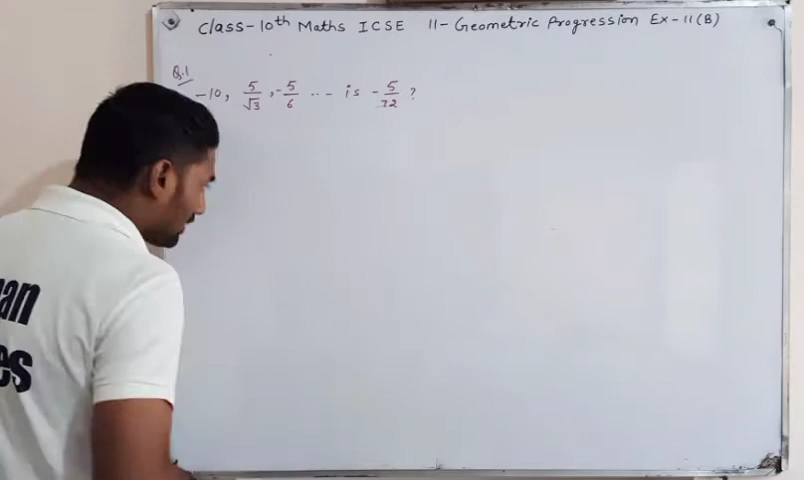 Class-10th Maths ICSE 11- Geometric Progression Ex-11(B)
Q.1
-10, 5/√3, -5/6 ... is -5/72 ?
an
es